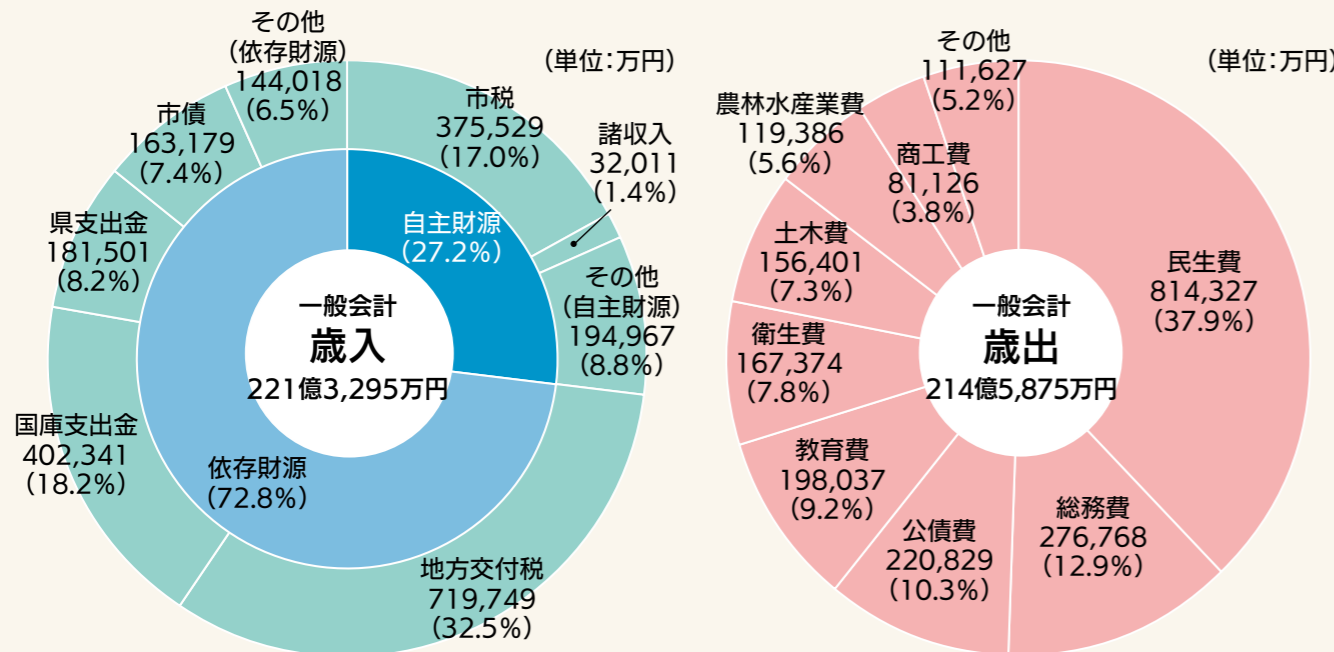 (単位:万円)
その他
(依存財源)
144,018
(6.5%)
市税
375,529
(17.0%)
諸収入
32,011
(1.4%)
市債
163,179
(7.4%)
自主財源
(27.2%)
県支出金
181,501
(8.2%)
その他
(自主財源)
194,967
(8.8%)
一般会計
歳入
221億3,295万円
国庫支出金
402,341
(18.2%)
依存財源
(72.8%)
地方交付税
719,749
(32.5%)
(単位:万円)
その他
111,627
(5.2%)
農林水産業費
119,386
(5.6%)
商工費
81,126
(3.8%)
土木費
156,401
(7.3%)
民生費
814,327
(37.9%)
一般会計
歳出
214億5,875万円
衛生費
167,374
(7.8%)
教育費
198,037
(9.2%)
公債費
220,829
(10.3%)
総務費
276,768
(12.9%)